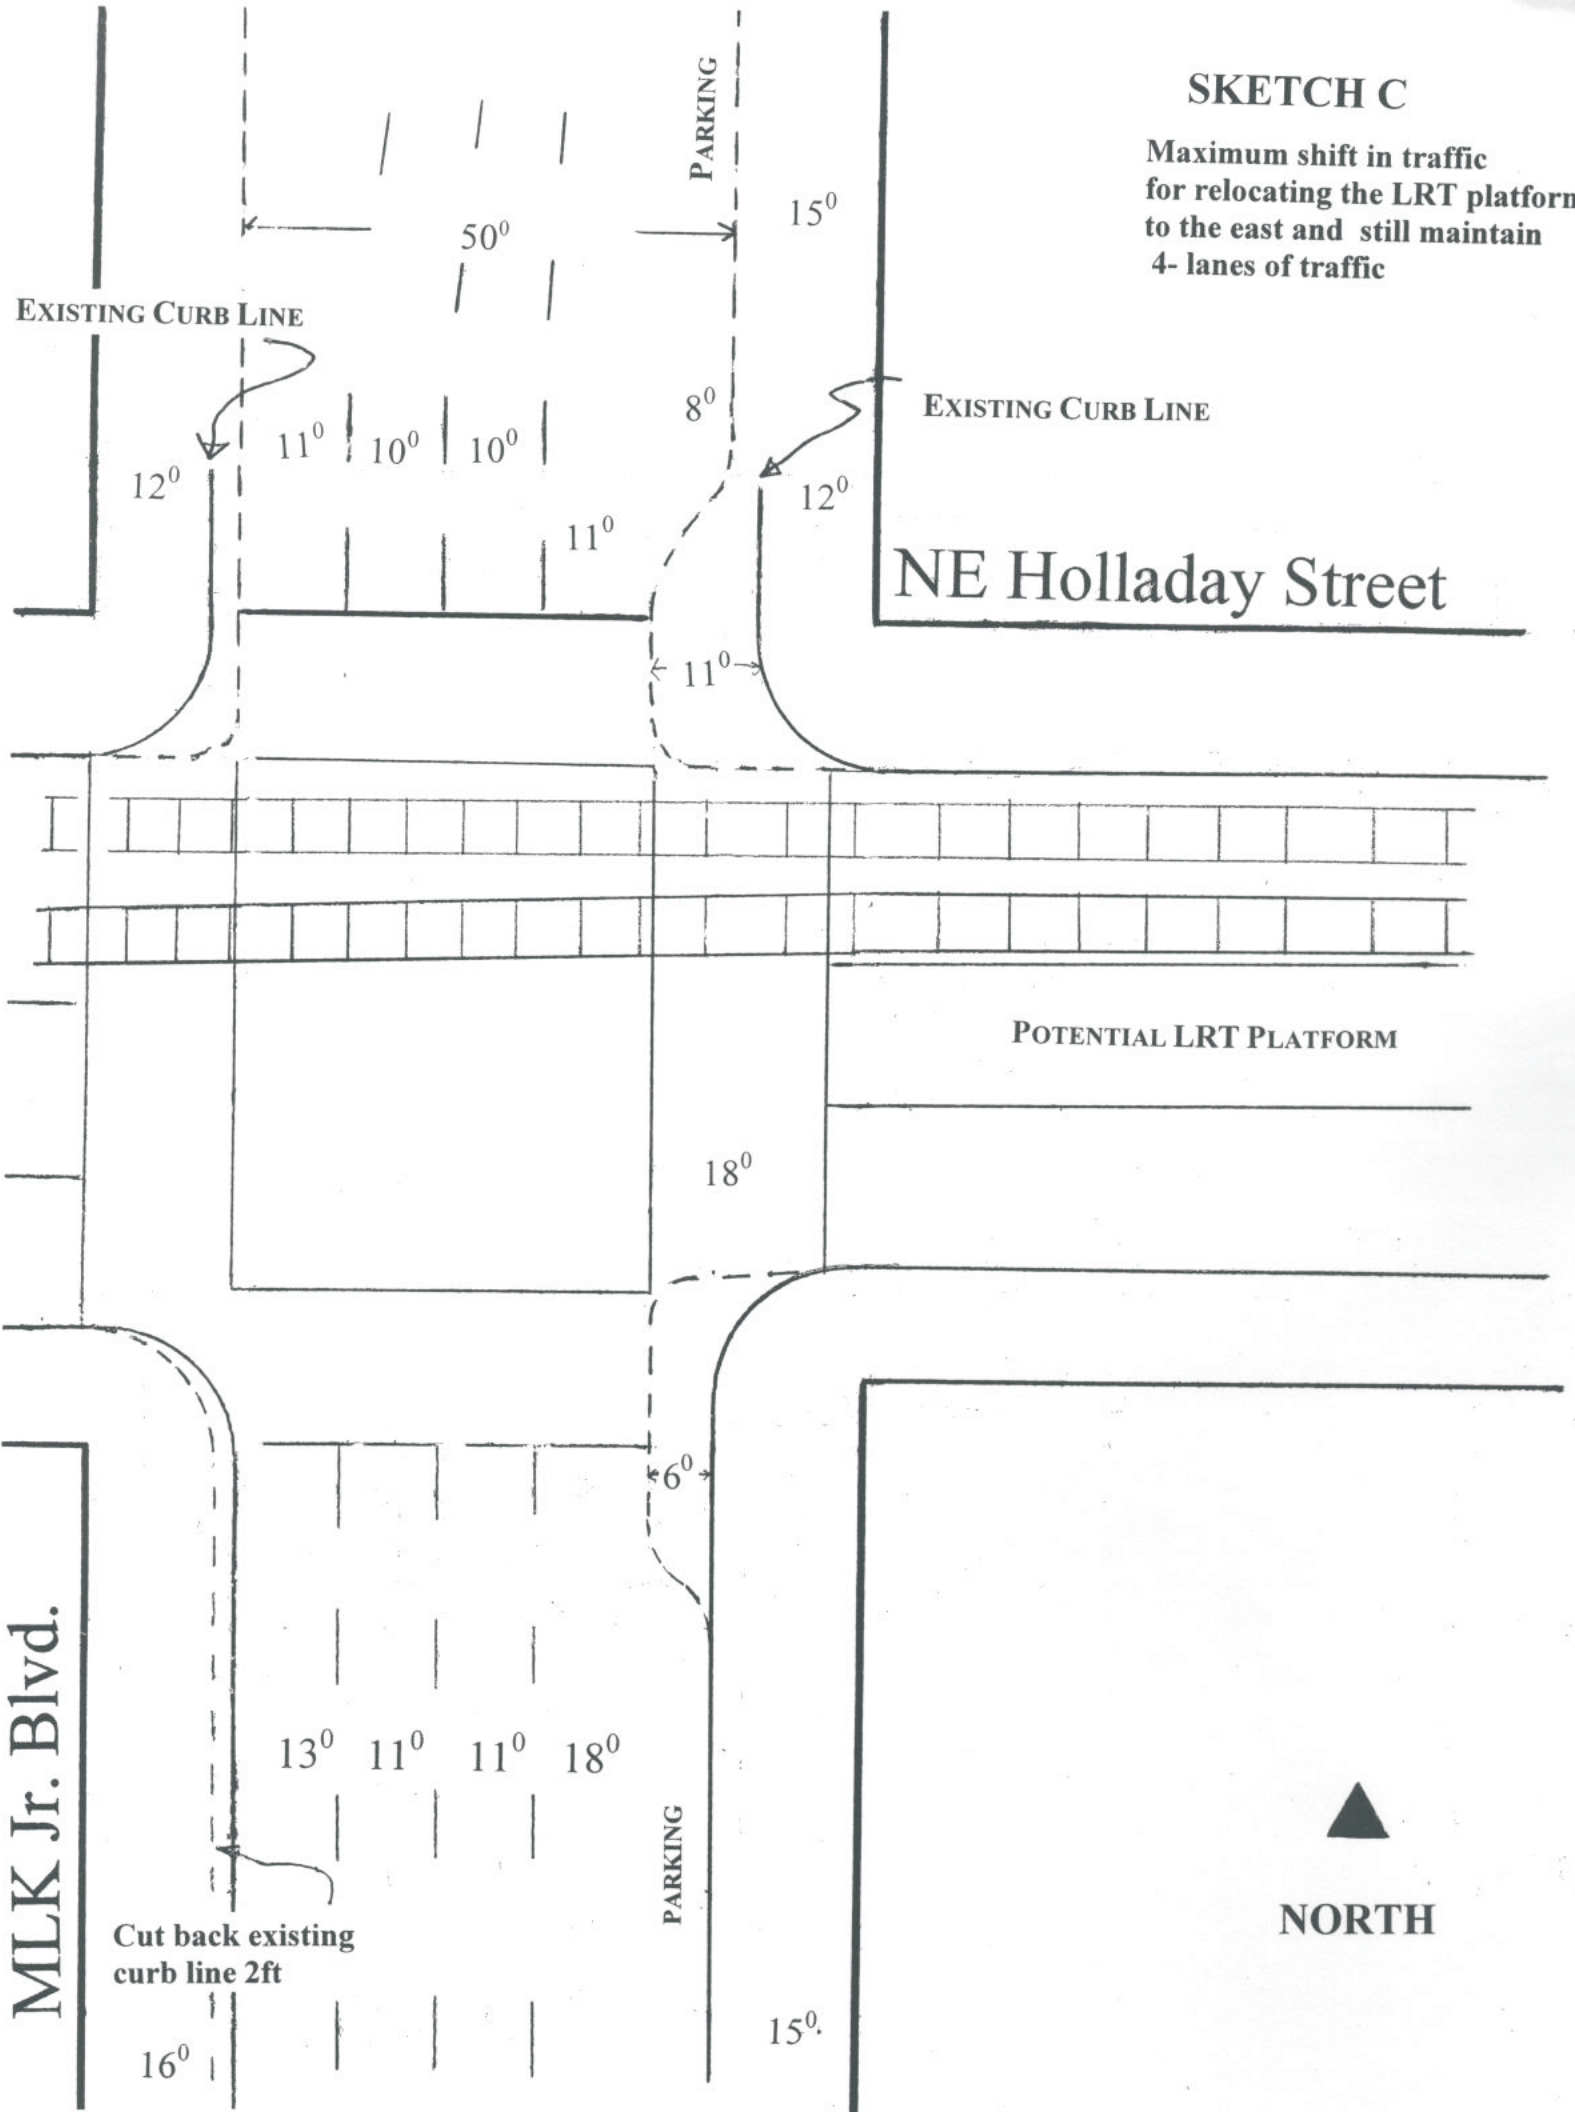 SKETCH C
Maximum shift in traffic
for relocating the LRT platform
to the east and still maintain
4- lanes of traffic
PARKING
15⁰
50⁰
EXISTING CURB LINE
8⁰
EXISTING CURB LINE
11⁰ 10⁰ 10⁰
12⁰
12⁰
11⁰
NE Holladay Street
11⁰
POTENTIAL LRT PLATFORM
18⁰
6⁰
MLK Jr. Blvd.
13⁰ 11⁰ 11⁰ 18⁰
PARKING
Cut back existing
curb line 2ft
NORTH
15⁰
16⁰